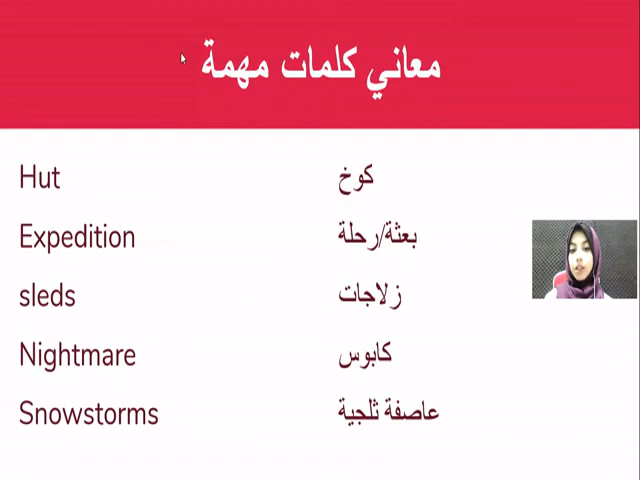 معاني كلمات مهمة
Hut كوخ
Expedition بعثة/رحلة
sleds زلاجات
Nightmare كابوس
Snowstorms عاصفة ثلجية